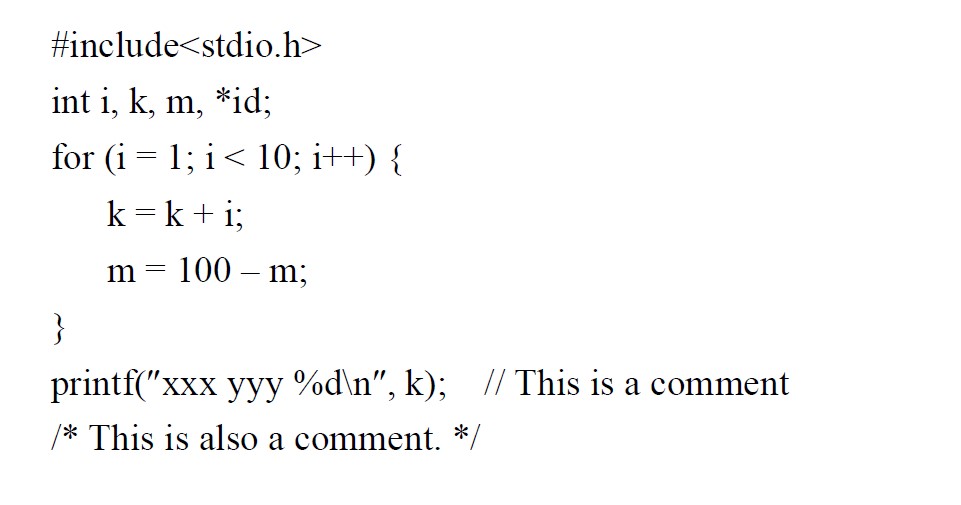 #include<stdio.h>
int i, k, m, *id;
for (i = 1; i < 10; i++) {
k = k + i;
m = 100 – m;
}
printf(″xxx yyy %d\n″, k); // This is a comment
/* This is also a comment. */